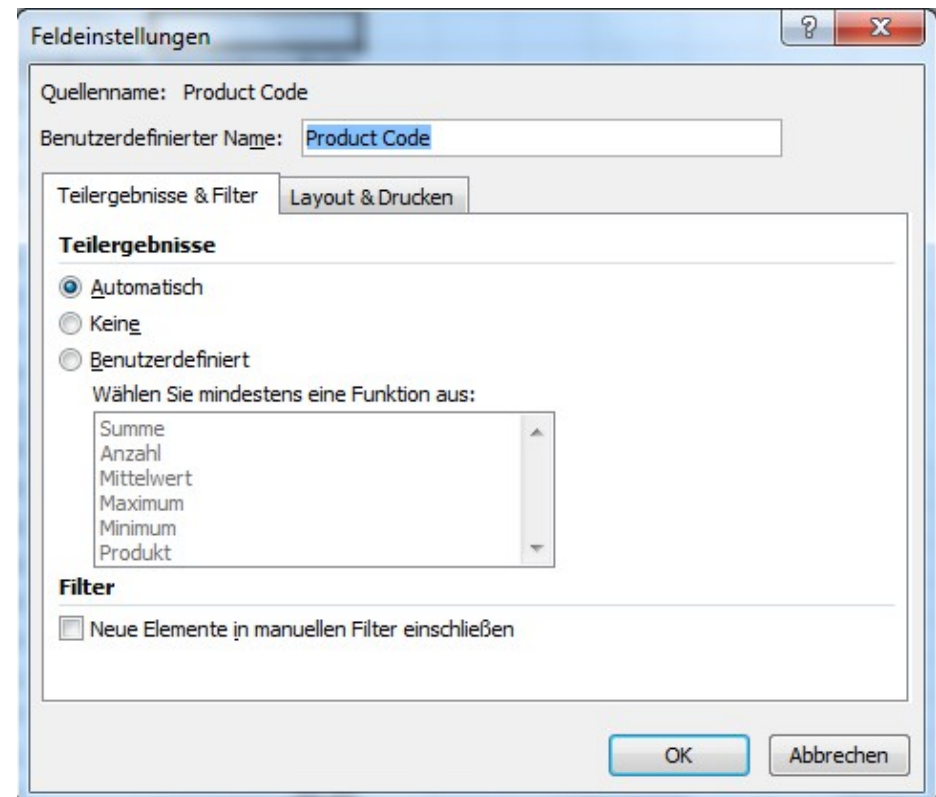 Feldeinstellungen
Quellenname: Product Code
Benutzerdefinierter Name: Product Code
Teilergebnisse & Filter Layout & Drucken
Teilergebnisse
Automatisch
Keine
Benutzerdefiniert
Wählen Sie mindestens eine Funktion aus:
Summe
Anzahl
Mittelwert
Maximum
Minimum
Produkt
Filter
Neue Elemente in manuellen Filter einschließen
OK Abbrechen